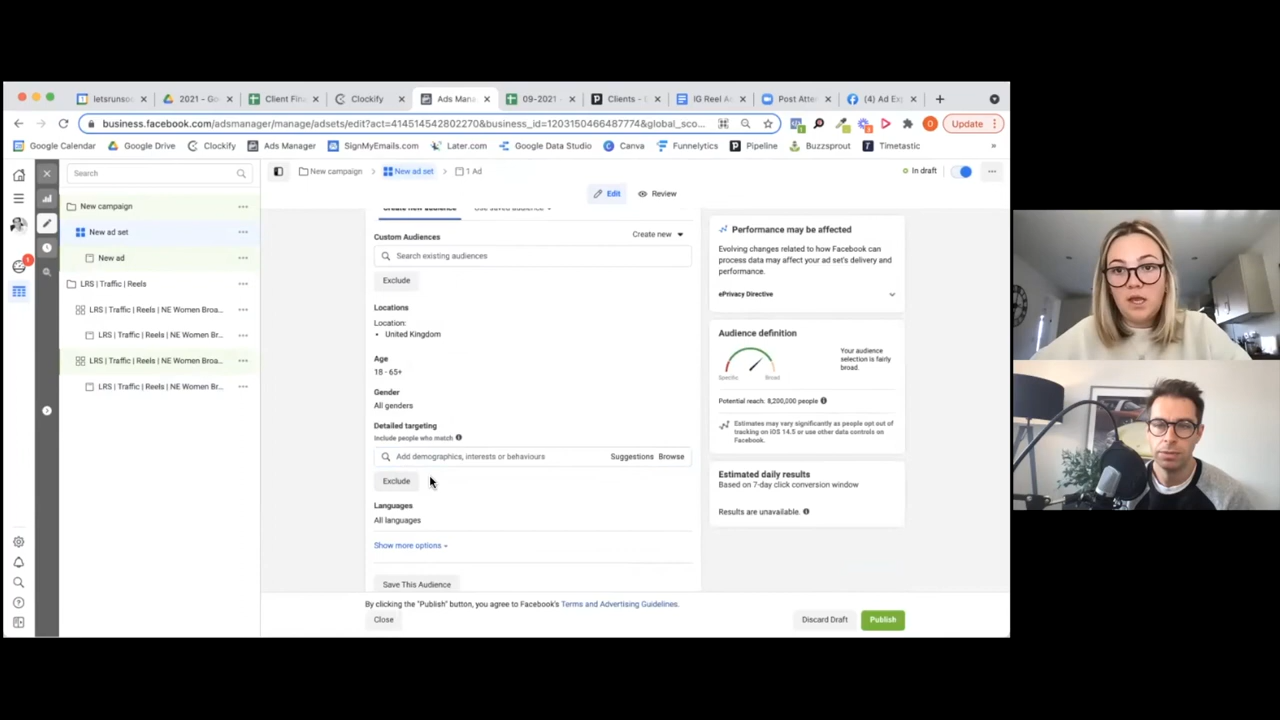 letsrunsoc
2021 - Go
Client Fina
Clockify
Ads Mana
09-2021 -
Clients -
IG Reel Ac
Post Atte
(4) Ad Exp
business.facebook.com/adsmanager/manage/adsets/edit?act=414514542802270&business_id=1203150466487774&global_sco...
Update
Google Calendar
Google Drive
Clockify
Ads Manager
SignMyEmails.com
Later.com
Google Data Studio
Canva
Funnelytics
Pipeline
Buzzsprout
Timetastic
»
Search
New campaign
New ad set
1 Ad
In draft
Edit
Review
New campaign
New ad set
New ad
LRS | Traffic | Reels
LRS | Traffic | Reels | NE Women Broa...
LRS | Traffic | Reels | NE Women Br...
LRS | Traffic | Reels | NE Women Broa...
LRS | Traffic | Reels | NE Women Br...
Create new audience
Use saved audience
Custom Audiences
Create new
Search existing audiences
Exclude
Locations
Location:
• United Kingdom
Age
18 - 65+
Gender
All genders
Detailed targeting
Include people who match
Add demographics, interests or behaviours
Suggestions
Browse
Exclude
Languages
All languages
Show more options
Save This Audience
Performance may be affected
Evolving changes related to how Facebook can
process data may affect your ad set's delivery and
performance.
ePrivacy Directive
Audience definition
Specific
Broad
Your
audience
selection is fairly
broad.
Potential reach: 8,200,000 people
Estimates may vary significantly as people opt out of
tracking on iOS 14.5 or use other data controls on
Facebook.
Estimated daily results
Based on 7-day click conversion window
Results are unavailable.
By clicking the "Publish" button, you agree to Facebook's Terms and Advertising Guidelines.
Close
Discard Draft
Publish